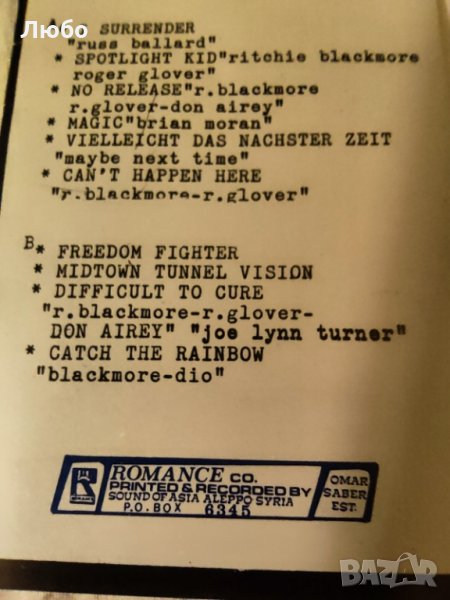 Любо
A
SURRENDER
"russ ballard"
* SPOTLIGHT KID"ritchie blackmore
roger glover"
* NO RELEASE"r.blackmore
r.glover-don airey"
* MAGIC"brian moran"
* VIELLEICHT DAS NACHSTER ZEIT
"maybe next time"
* CAN'T HAPPEN HERE
"r.blackmore-r.glover"
B* FREEDOM FIGHTER
* MIDTOWN TUNNEL VISION
* DIFFICULT TO CURE
"r.blackmore-r.glover-
DON AIREY" "joe lynn turner"
* CATCH THE RAINBOW
"blackmore-dio"
ROMANCE CO.
PRINTED & RECORDED BY
SOUND OF ASIA ALEPPO SYRIA
P.O. BOX 6345
OMAR
SABER
EST.
BAZAR